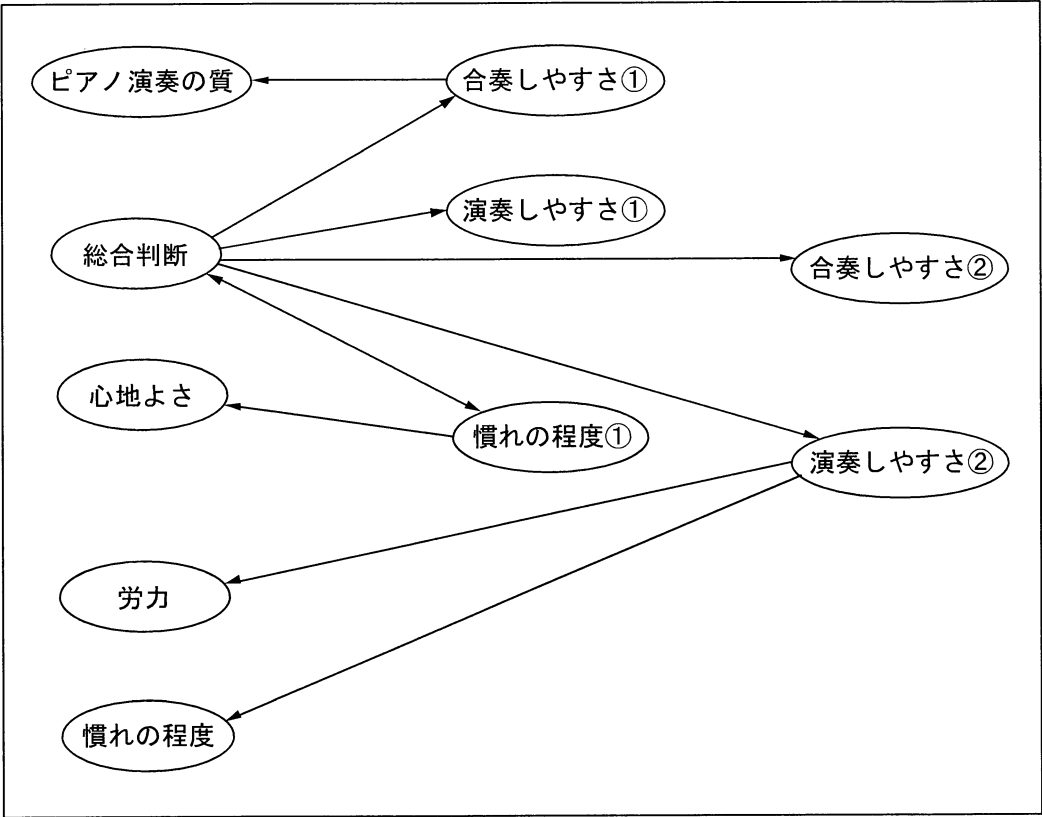 ピアノ演奏の質
合奏しやすさ①
演奏しやすさ①
総合判断
合奏しやすさ②
心地よさ
慣れの程度①
演奏しやすさ②
労力
慣れの程度